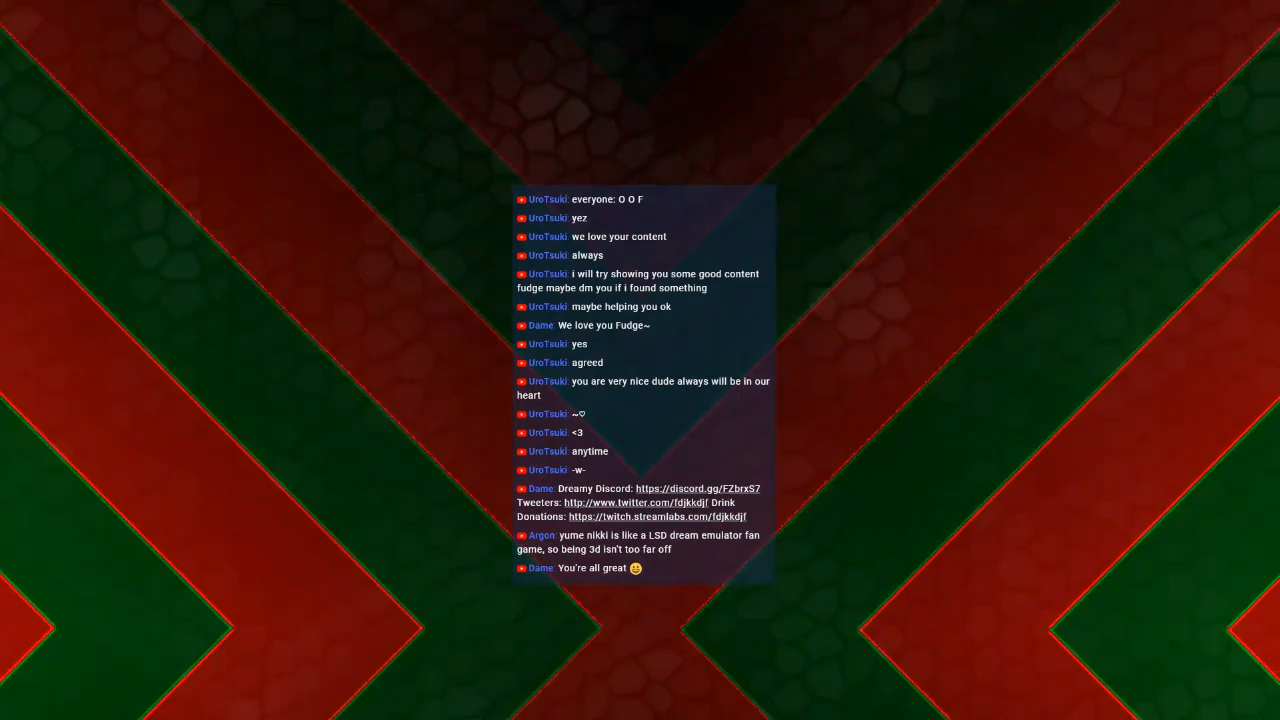 UroTsuki: everyone: O O F
UroTsuki: yez
UroTsuki: we love your content
UroTsuki: always
UroTsuki: i will try showing you some good content
fudge maybe dm you if i found something
UroTsuki: maybe helping you ok
Dame: We love you Fudge~
UroTsuki: yes
UroTsuki: agreed
UroTsuki: you are very nice dude always will be in our
heart
UroTsuki: ~♡
UroTsuki: <3
UroTsuki: anytime
UroTsuki: -w-
Dame: Dreamy Discord: https://discord.gg/FZbrxS7
Tweeters: http://www.twitter.com/fdjkkdjf Drink
Donations: https://twitch.streamlabs.com/fdjkkdjf
Argon: yume nikki is like a LSD dream emulator fan
game, so being 3d isn't too far off
Dame: You're all great 😀